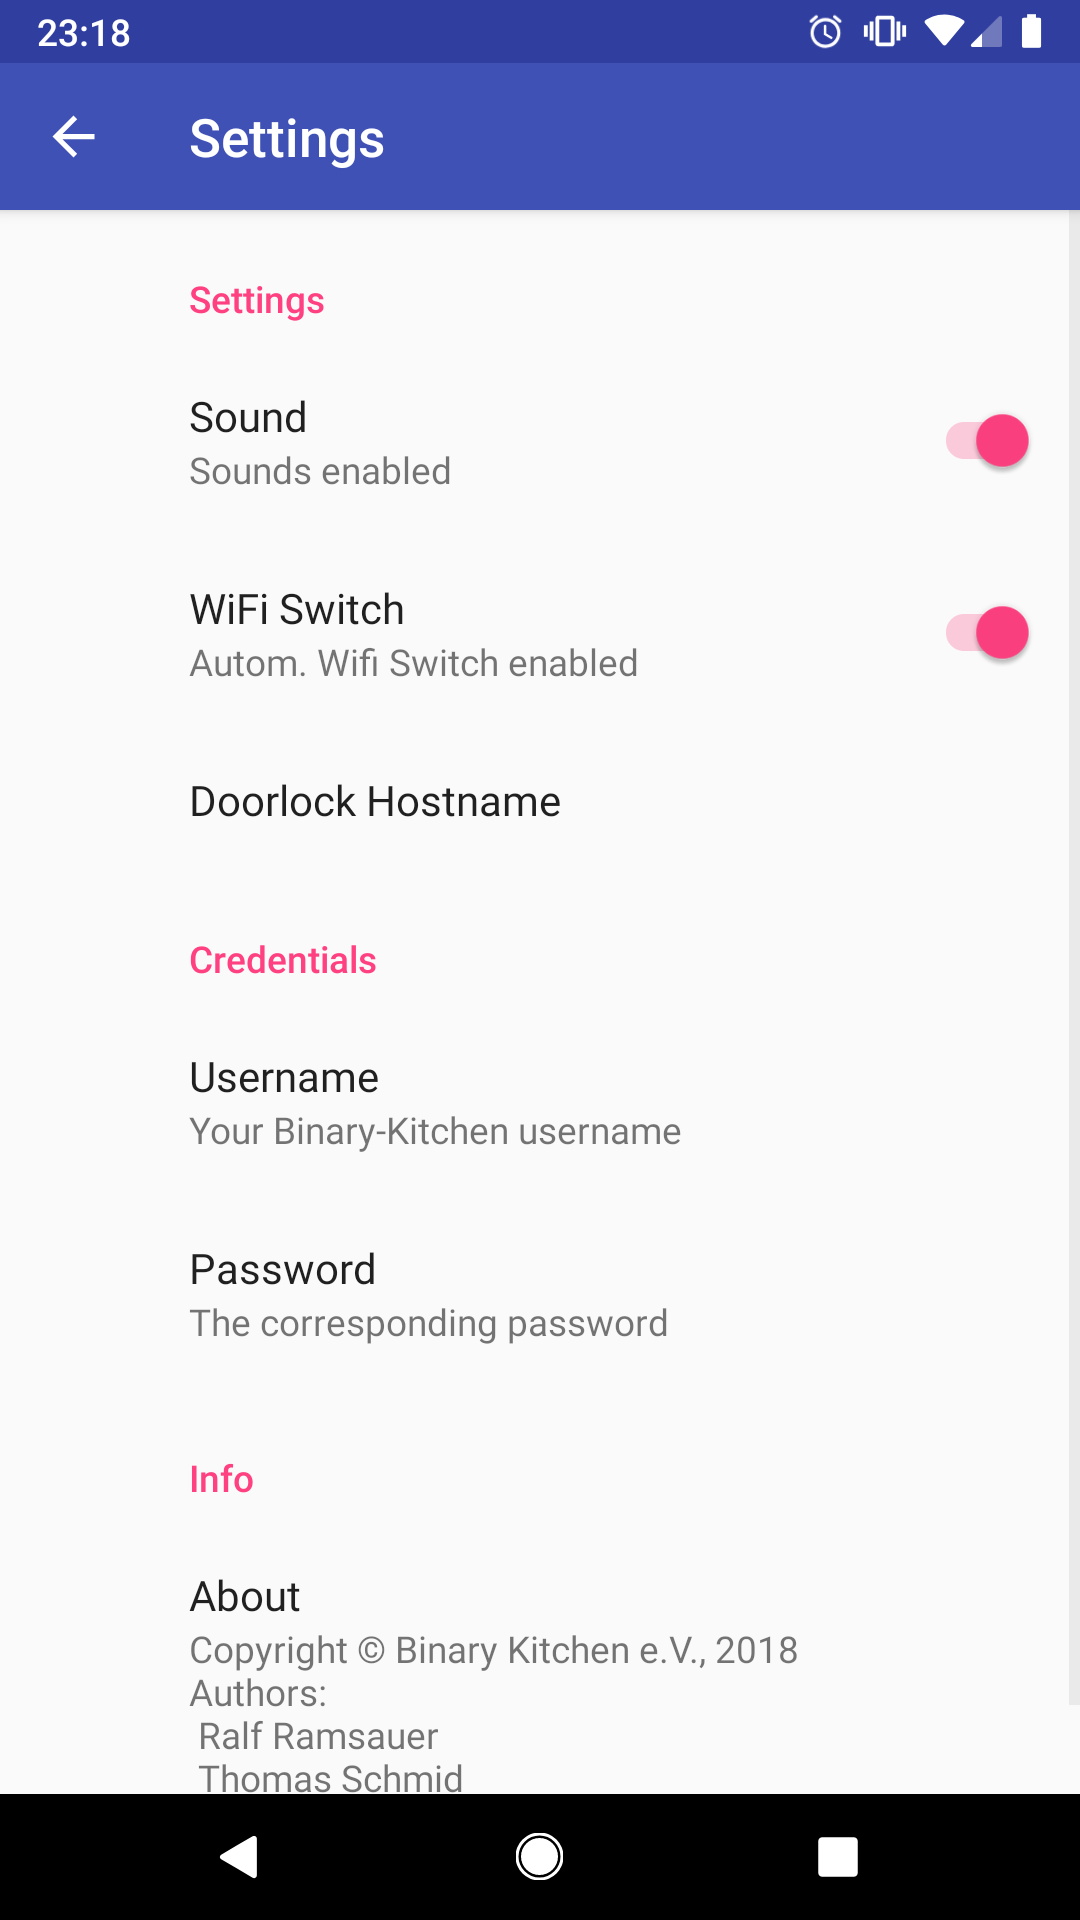 23:18
Settings
Settings
Sound
Sounds enabled
WiFi Switch
Autom. Wifi Switch enabled
Doorlock Hostname
Credentials
Username
Your Binary-Kitchen username
Password
The corresponding password
Info
About
Copyright © Binary Kitchen e.V., 2018
Authors:
Ralf Ramsauer
Thomas Schmid